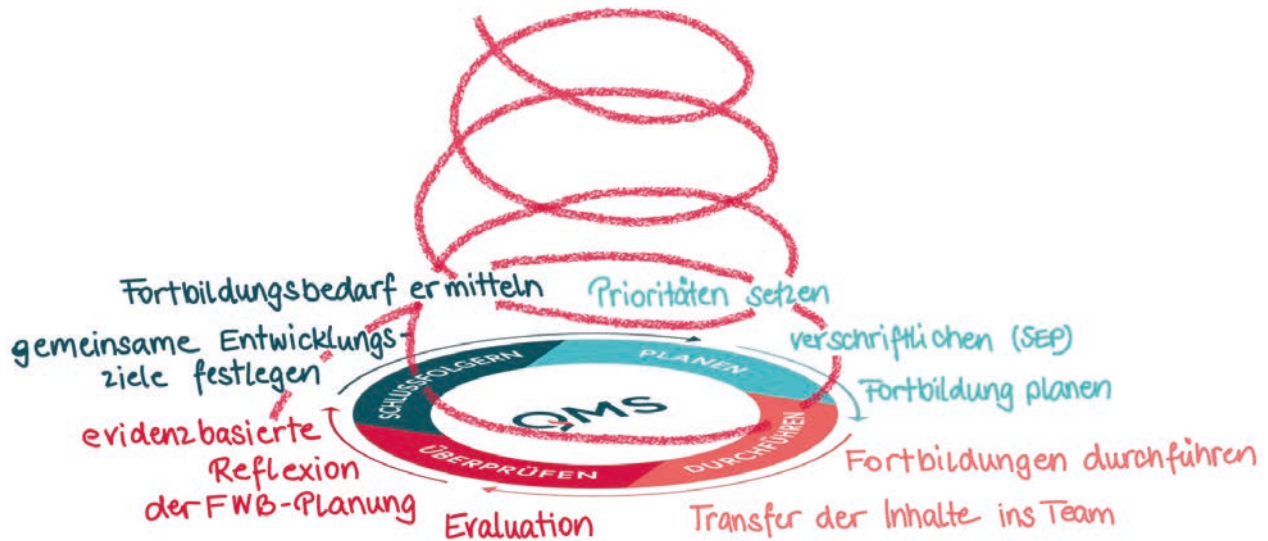 Fortbildungsbedarf ermitteln
gemeinsame Entwicklungs-
ziele festlegen
Prioritäten setzen
verschriftlichen (SEP)
Fortbildung planen
SCHLUSSFOLGERN
PLANEN
QMS
DURCHFÜHREN
ÜBERPRÜFEN
evidenzbasierte
Reflexion
der FWB-Planung
Evaluation
Fortbildungen durchführen
Transfer der Inhalte ins Team